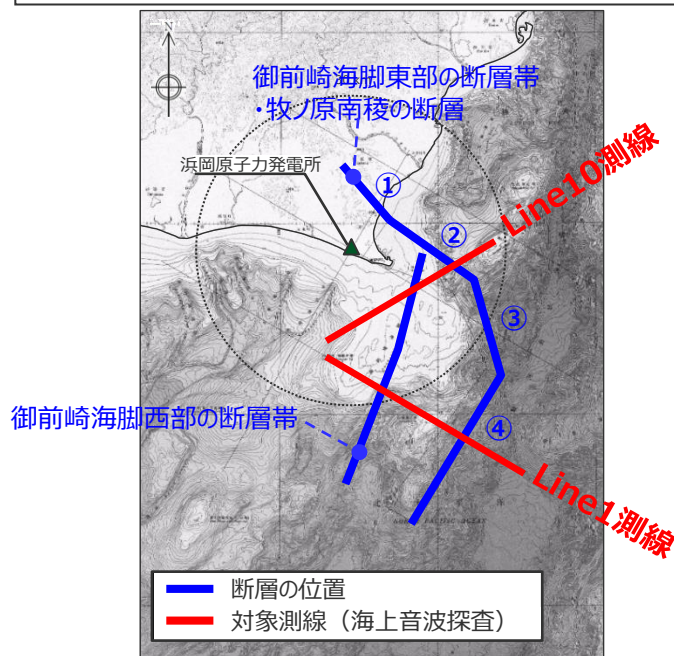 N
御前崎海脚東部の断層帯
・牧ノ原南稜の断層
浜岡原子力発電所
①
②
Line10測線
③
御前崎海脚西部の断層帯
④
Line1測線
断層の位置
対象測線（海上音波探査）